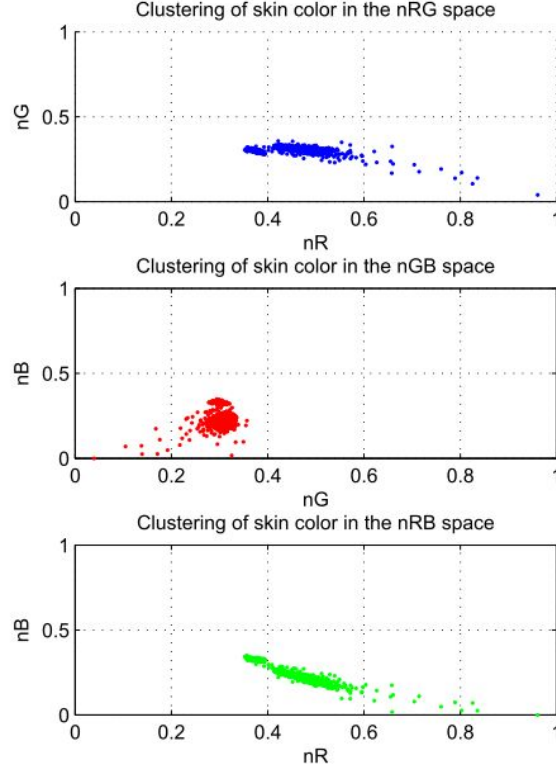 Clustering of skin color in the nRG space
1
0.5
0
nG
0 0.2 0.4 0.6 0.8 1
nR
Clustering of skin color in the nGB space
1
0.5
0
nB
0 0.2 0.4 0.6 0.8 1
nG
Clustering of skin color in the nRB space
1
0.5
0
nB
0 0.2 0.4 0.6 0.8 1
nR